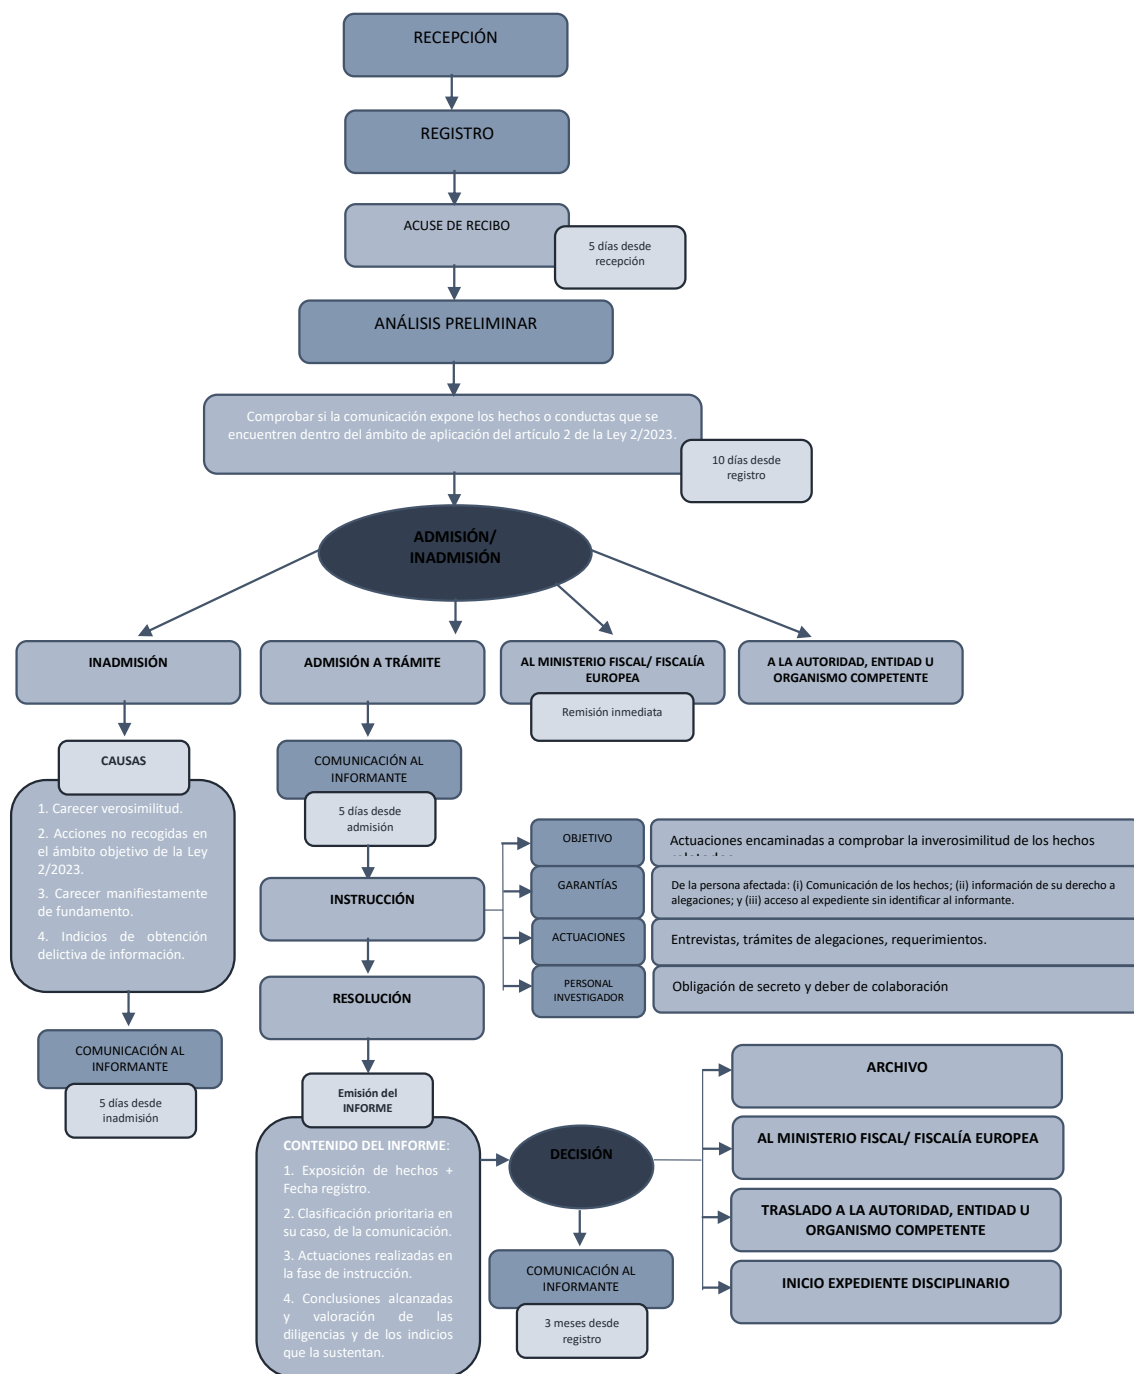 RECEPCIÓN
REGISTRO
ACUSE DE RECIBO
5 días desde
recepción
ANÁLISIS PRELIMINAR
Comprobar si la comunicación expone los hechos o conductas que se
encuentren dentro del ámbito de aplicación del artículo 2 de la Ley 2/2023.
10 días desde
registro
ADMISIÓN/
INADMISIÓN
INADMISIÓN
ADMISIÓN A TRÁMITE
AL MINISTERIO FISCAL/ FISCALÍA
EUROPEA
Remisión inmediata
A LA AUTORIDAD, ENTIDAD U
ORGANISMO COMPETENTE
CAUSAS
1. Carecer verosimilitud.
2. Acciones no recogidas en
el ámbito objetivo de la Ley
2/2023.
3. Carecer manifiestamente
de fundamento.
4. Indicios de obtención
delictiva de información.
COMUNICACIÓN AL
INFORMANTE
5 días desde
inadmisión
COMUNICACIÓN AL
INFORMANTE
5 días desde
admisión
INSTRUCCIÓN
OBJETIVO
Actuaciones encaminadas a comprobar la inverosimilitud de los hechos
GARANTÍAS
De la persona afectada: (i) Comunicación de los hechos; (ii) información de su derecho a
alegaciones; y (iii) acceso al expediente sin identificar al informante.
ACTUACIONES
Entrevistas, trámites de alegaciones, requerimientos.
PERSONAL
INVESTIGADOR
Obligación de secreto y deber de colaboración
RESOLUCIÓN
Emisión del
INFORME
CONTENIDO DEL INFORME:
1. Exposición de hechos +
Fecha registro.
2. Clasificación prioritaria en
su caso, de la comunicación.
3. Actuaciones realizadas en
la fase de instrucción.
4. Conclusiones alcanzadas
y valoración de las
diligencias y de los indicios
que la sustentan.
DECISIÓN
COMUNICACIÓN AL
INFORMANTE
3 meses desde
registro
ARCHIVO
AL MINISTERIO FISCAL/ FISCALÍA EUROPEA
TRASLADO A LA AUTORIDAD, ENTIDAD U
ORGANISMO COMPETENTE
INICIO EXPEDIENTE DISCIPLINARIO